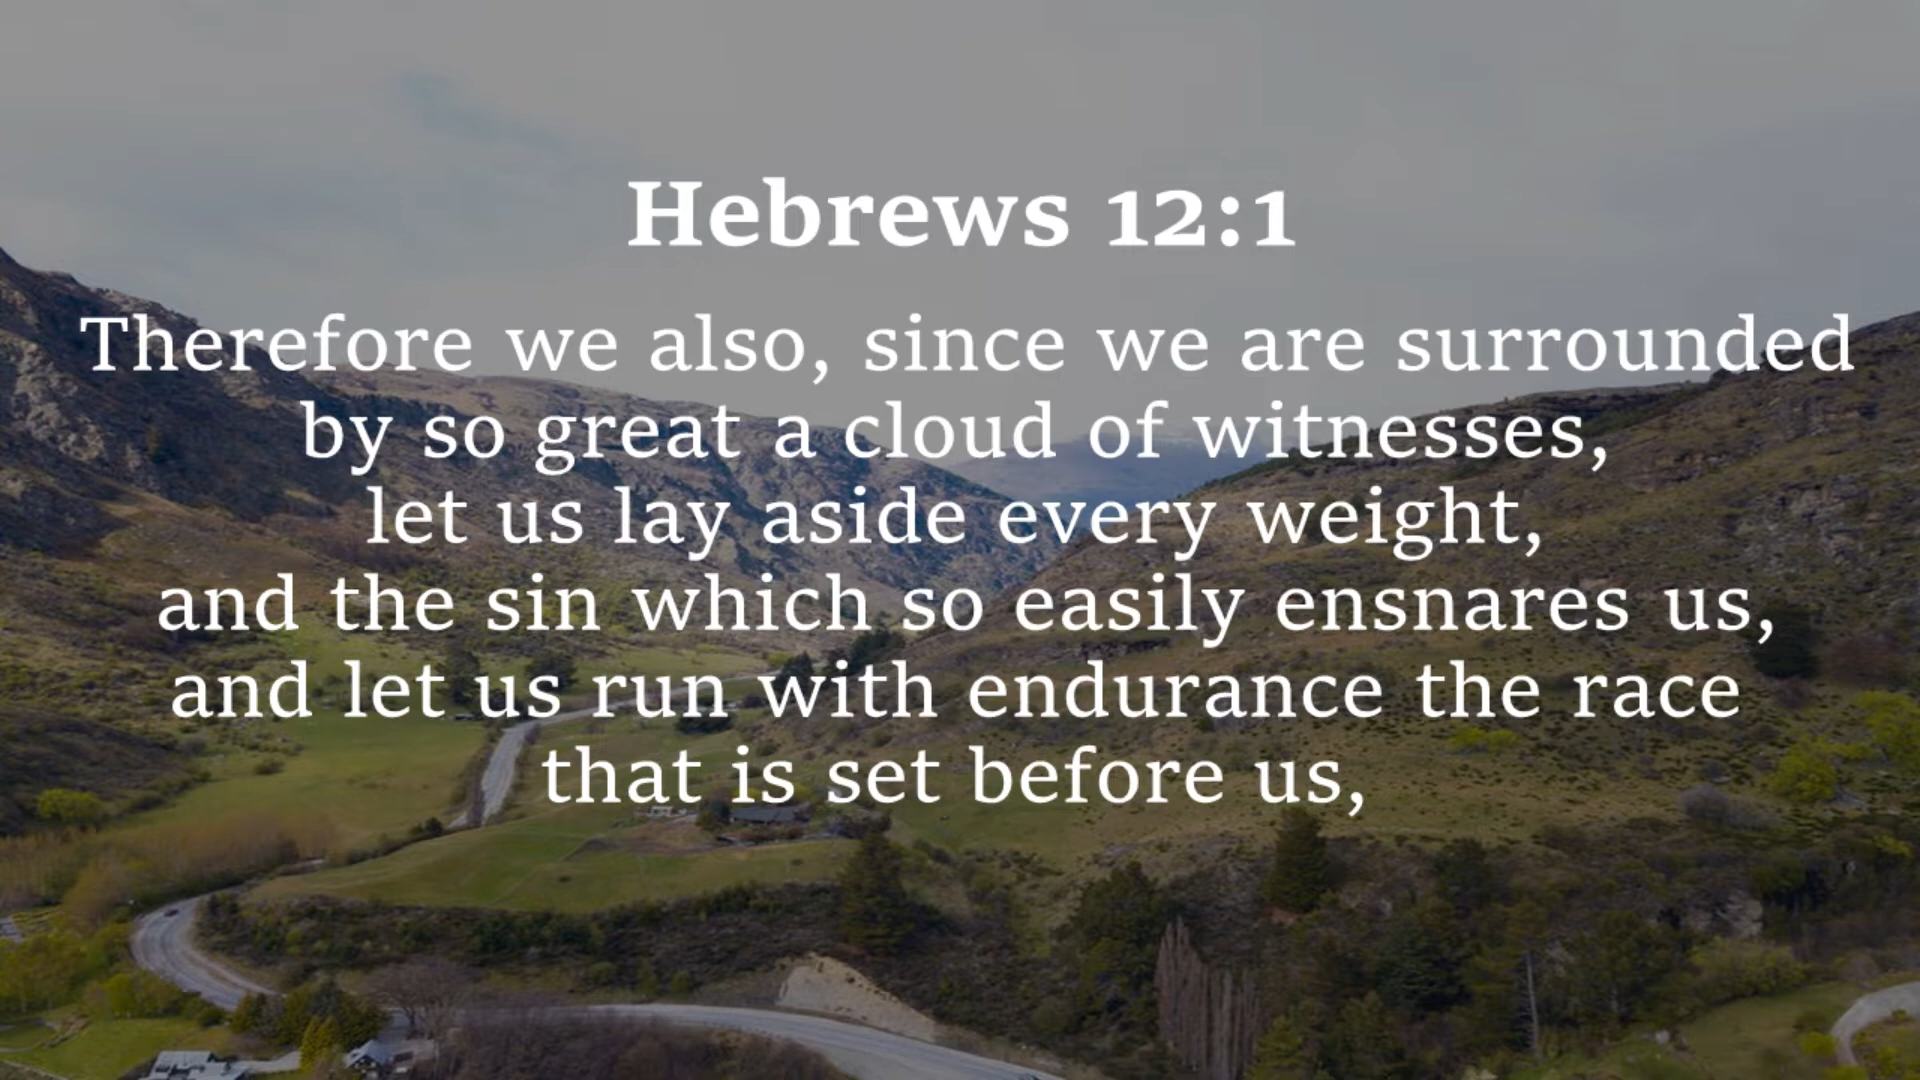 Hebrews 12:1
Therefore we also, since we are surrounded
by so great a cloud of witnesses,
let us lay aside every weight,
and the sin which so easily ensnares us,
and let us run with endurance the race
that is set before us,